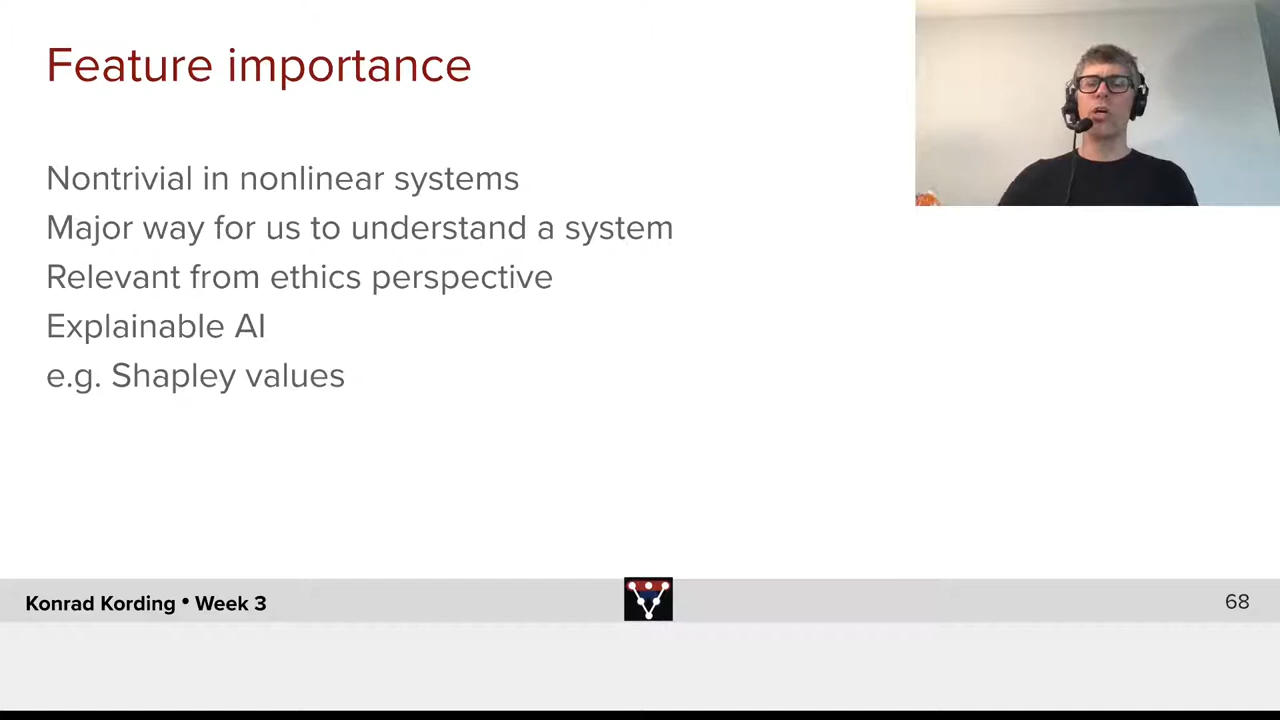 Feature importance
Nontrivial in nonlinear systems
Major way for us to understand a system
Relevant from ethics perspective
Explainable AI
e.g. Shapley values
Konrad Kording • Week 3
68